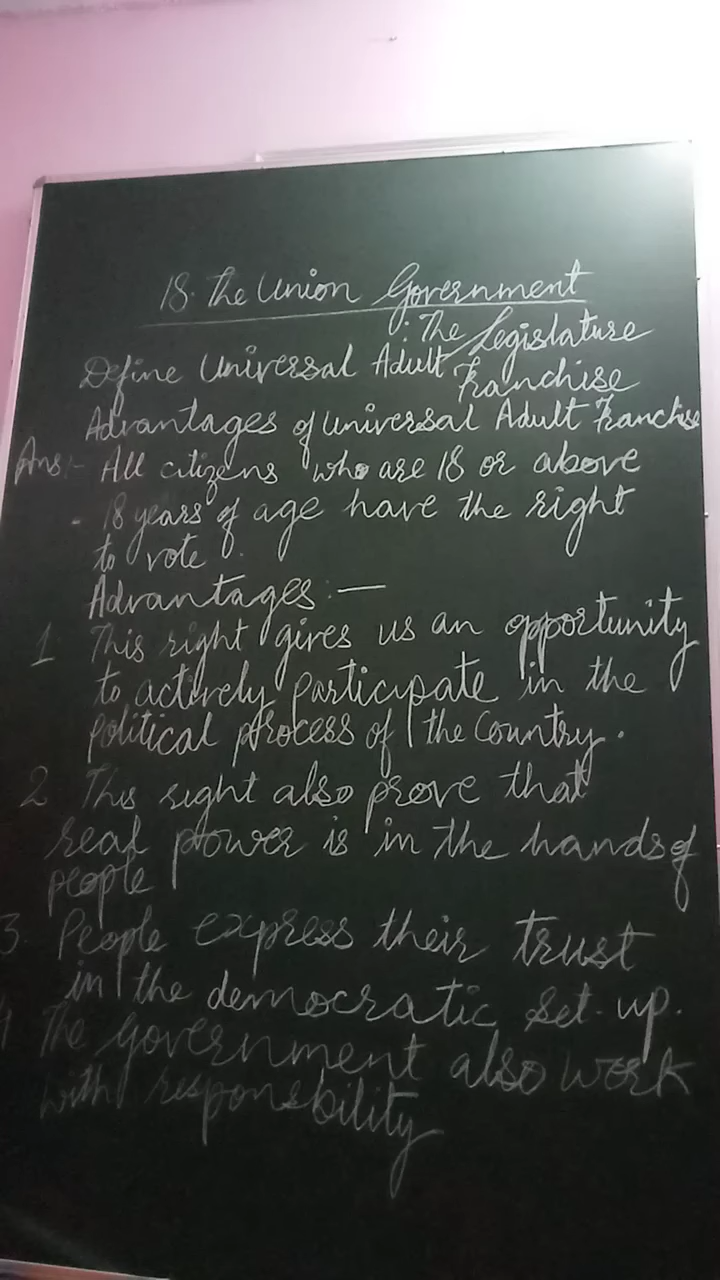 18. The Union Government
: The Legislature
Define Universal Adult Franchise
Advantages of Universal Adult Franchise
Ans:- All citizens who are 18 or above
- 18 years of age have the right
to vote.
Advantages :—
1. This right gives us an opportunity
to actively participate in the
political process of the Country.
2 This right also prove that
real power is in the hands of
people
3. People express their trust
in the democratic set-up.
4 The Government also work
with responsbility